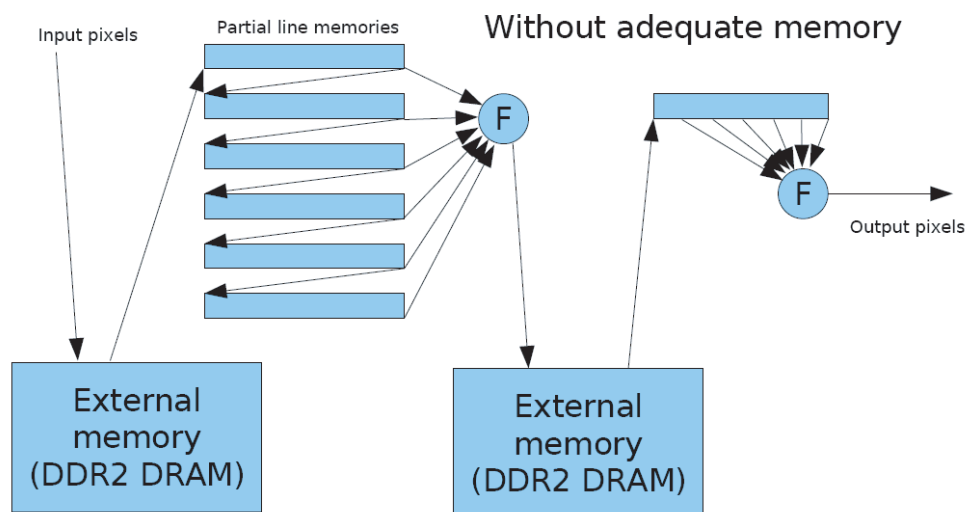 Without adequate memory
Input pixels
Partial line memories
F
F
Output pixels
External
memory
(DDR2 DRAM)
External
memory
(DDR2 DRAM)